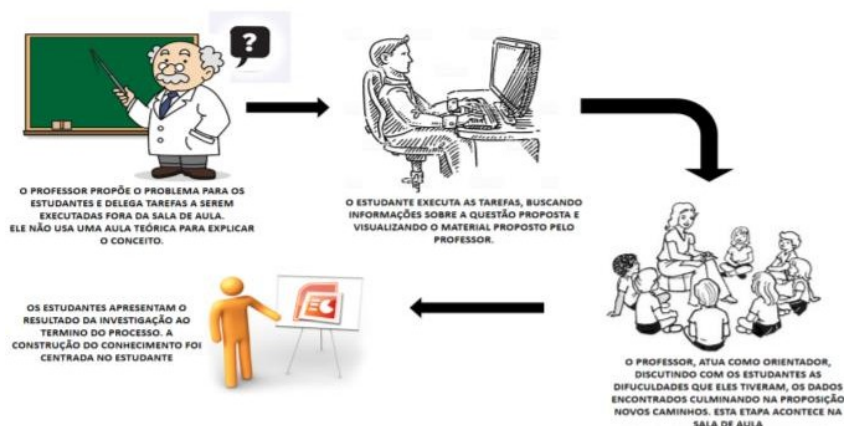 ?
O PROFESSOR PROPÕE O PROBLEMA PARA OS
ESTUDANTES E DELEGA TAREFAS A SEREM
EXECUTADAS FORA DA SALA DE AULA.
ELE NÃO USA UMA AULA TEÓRICA PARA EXPLICAR
O CONCEITO.
O ESTUDANTE EXECUTA AS TAREFAS, BUSCANDO
INFORMAÇÕES SOBRE A QUESTÃO PROPOSTA E
VISUALIZANDO O MATERIAL PROPOSTO PELO
PROFESSOR.
O PROFESSOR, ATUA COMO ORIENTADOR,
DISCUTINDO COM OS ESTUDANTES AS
DIFUCULDADES QUE ELES TIVERAM, OS DADOS
ENCONTRADOS CULMINANDO NA PROPOSIÇÃO
NOVOS CAMINHOS. ESTA ETAPA ACONTECE NA
SALA DE AULA
OS ESTUDANTES APRESENTAM O
RESULTADO DA INVESTIGAÇÃO AO
TERMINO DO PROCESSO. A
CONSTRUÇÃO DO CONHECIMENTO FOI
CENTRADA NO ESTUDANTE